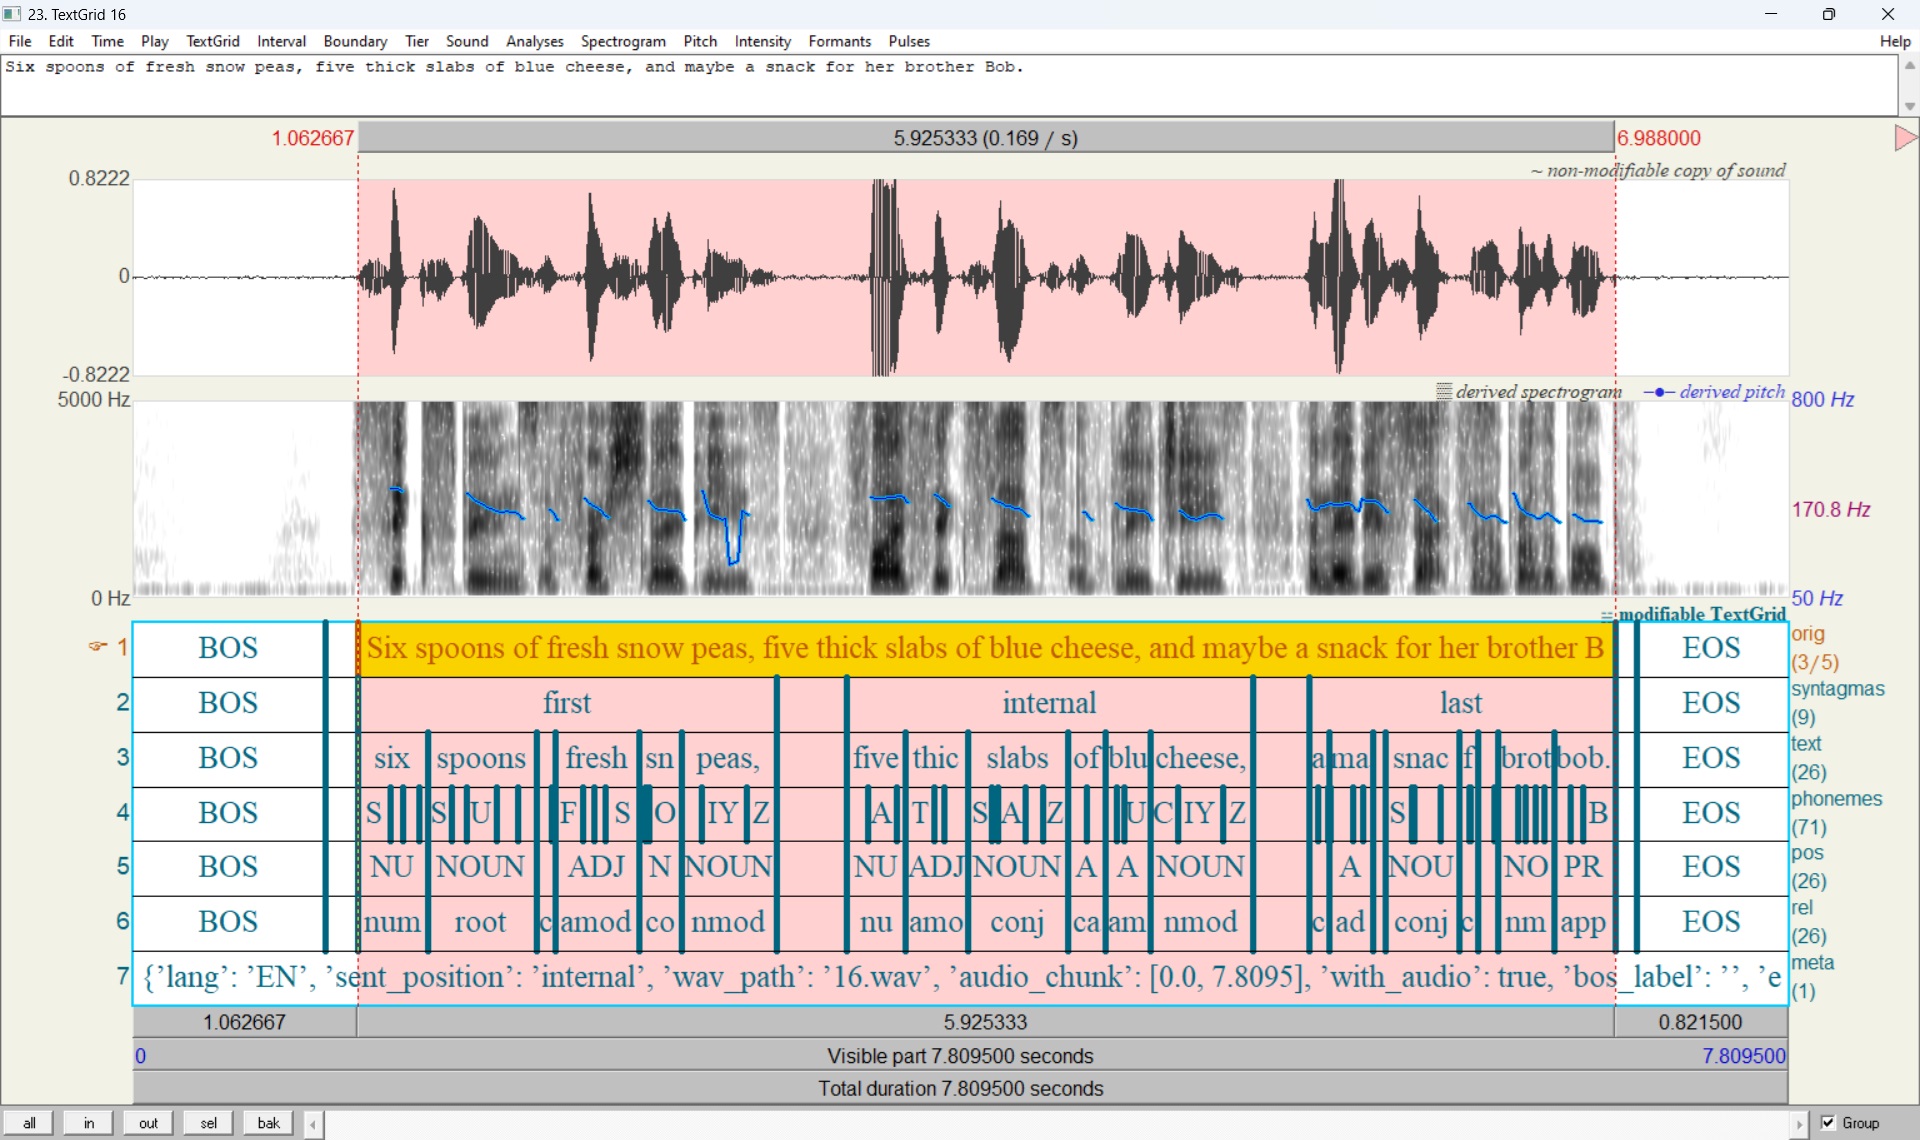 23. TextGrid 16
File Edit Time Play TextGrid Interval Boundary Tier Sound Analyses Spectrogram Pitch Intensity Formants Pulses Help
Six spoons of fresh snow peas, five thick slabs of blue cheese, and maybe a snack for her brother Bob.
1.062667 5.925333 (0.169 / s) 6.988000
~ non-modifiable copy of sound
0.8222
0
-0.8222
derived spectrogram derived pitch
5000 Hz 800 Hz
170.8 Hz
0 Hz 50 Hz
modifiable TextGrid
1 BOS Six spoons of fresh snow peas, five thick slabs of blue cheese, and maybe a snack for her brother B EOS orig (3/5)
2 BOS first internal last EOS syntagmas (9)
3 BOS six spoons fresh sn peas, five thic slabs of blu cheese, a ma snac f brot bob. EOS text (26)
4 BOS S S U F S O IY Z A T S A Z U C IY Z S B EOS phonemes (71)
5 BOS NU NOUN ADJ N NOUN NU ADJ NOUN A A NOUN A NOU NO PR EOS pos (26)
6 BOS num root c amod co nmod nu amo conj ca am nmod c ad conj c nm app EOS rel (26)
7 {'lang': 'EN', 'sent_position': 'internal', 'wav_path': '16.wav', 'audio_chunk': [0.0, 7.8095], 'with_audio': true, 'bos_label': '', 'e meta (1)
1.062667 5.925333 0.821500
0 Visible part 7.809500 seconds 7.809500
Total duration 7.809500 seconds
all in out sel bak Group